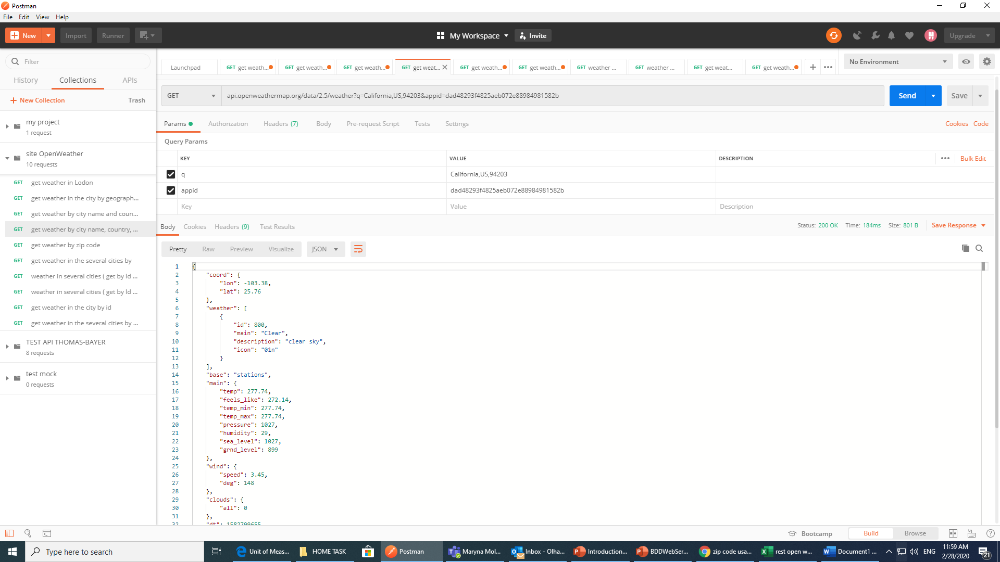 Postman
File Edit View Help
New Import Runner My Workspace Invite Upgrade
Filter
History Collections APIs
New Collection Trash
my project
1 request
site OpenWeather
10 requests
GET get weather in Lodon
GET get weather in the city by geograph...
GET get weather by city name and coun...
GET get weather by city name, country, ...
GET get weather by zip code
GET get weather in the several cities by
GET weather in several cities ( get by Id ...
GET weather in several cities ( get by Id ...
GET get weather in the city by id
GET get weather in the several cities by ...
TEST API THOMAS-BAYER
8 requests
test mock
0 requests
Launchpad GET get weath... GET get weath... GET get weath... GET get weat... GET get weath... GET get weath... GET weather ... GET weather ... GET get weat... GET get weath... No Environment
GET api.openweathermap.org/data/2.5/weather?q=California,US,94203&appid=dad48293f4825aeb072e88984981582b Send Save
Params Authorization Headers (7) Body Pre-request Script Tests Settings Cookies Code
Query Params
KEY VALUE DESCRIPTION Bulk Edit
q California,US,94203
appid dad48293f4825aeb072e88984981582b
Key Value Description
Body Cookies Headers (9) Test Results Status: 200 OK Time: 184ms Size: 801 B Save Response
Pretty Raw Preview Visualize JSON
1 {
2 "coord": {
3 "lon": -103.38,
4 "lat": 25.76
5 },
6 "weather": [
7 {
8 "id": 800,
9 "main": "Clear",
10 "description": "clear sky",
11 "icon": "01n"
12 }
13 ],
14 "base": "stations",
15 "main": {
16 "temp": 277.74,
17 "feels_like": 272.14,
18 "temp_min": 277.74,
19 "temp_max": 277.74,
20 "pressure": 1027,
21 "humidity": 29,
22 "sea_level": 1027,
23 "grnd_level": 899
24 },
25 "wind": {
26 "speed": 3.45,
27 "deg": 148
28 },
29 "clouds": {
30 "all": 0
31 },
32 "dt": 1582799655
Bootcamp Build Browse
Type here to search Unit of Meas... HOME TASK Postman Maryna Mol... Inbox - Olha... Introduction... BDDWebSer... zip code usa... rest open w... Document1 ... ENG 11:59 AM
2/28/2020 21